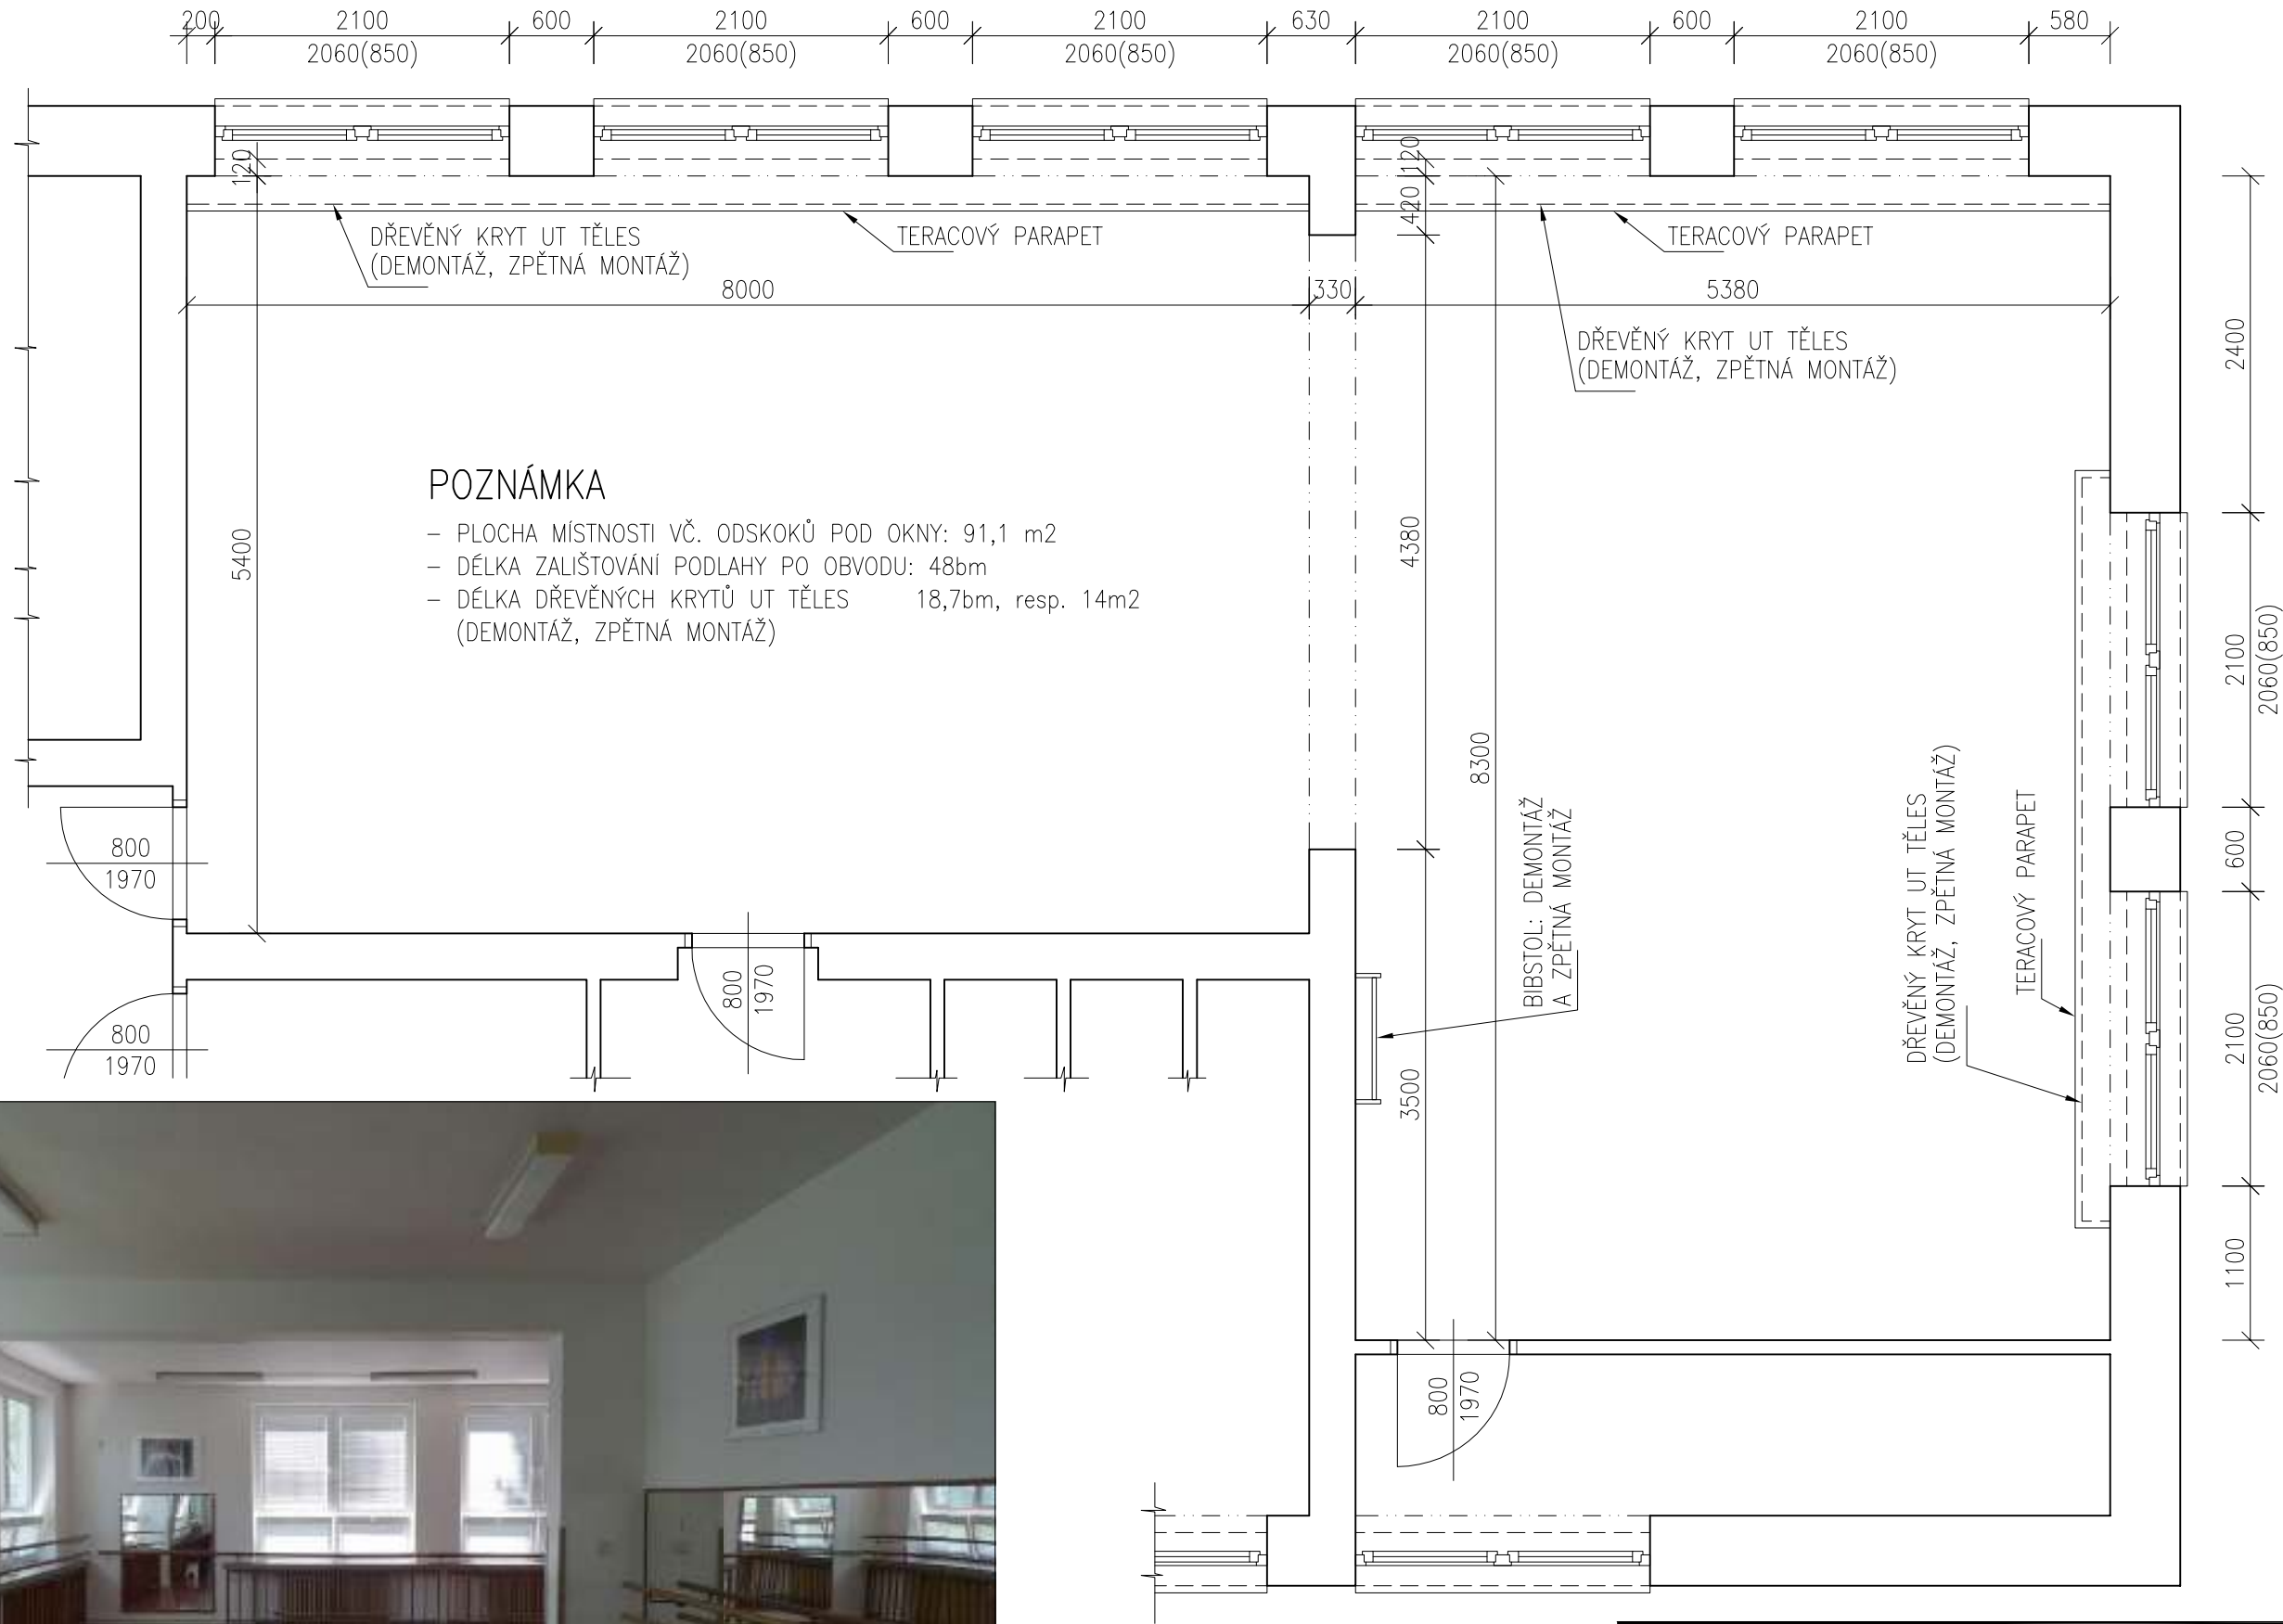 200 2100 600 2100 600 2100 630 2100 600 2100 580
2060(850) 2060(850) 2060(850) 2060(850) 2060(850)
120
120
420
DŘEVĚNÝ KRYT UT TĚLES
(DEMONTÁŽ, ZPĚTNÁ MONTÁŽ)
TERACOVÝ PARAPET
TERACOVÝ PARAPET
8000 330 5380
DŘEVĚNÝ KRYT UT TĚLES
(DEMONTÁŽ, ZPĚTNÁ MONTÁŽ)
2400
POZNÁMKA
– PLOCHA MÍSTNOSTI VČ. ODSKOKŮ POD OKNY: 91,1 m2
– DÉLKA ZALIŠTOVÁNÍ PODLAHY PO OBVODU: 48bm
– DÉLKA DŘEVĚNÝCH KRYTŮ UT TĚLES 18,7bm, resp. 14m2
(DEMONTÁŽ, ZPĚTNÁ MONTÁŽ)
5400
4380
8300
2100
2060(850)
600
2100
2060(850)
1100
800
1970
800
1970
800
1970
BIBSTOL: DEMONTÁŽ
A ZPĚTNÁ MONTÁŽ
DŘEVĚNÝ KRYT UT TĚLES
(DEMONTÁŽ, ZPĚTNÁ MONTÁŽ)
TERACOVÝ PARAPET
3500
800
1970